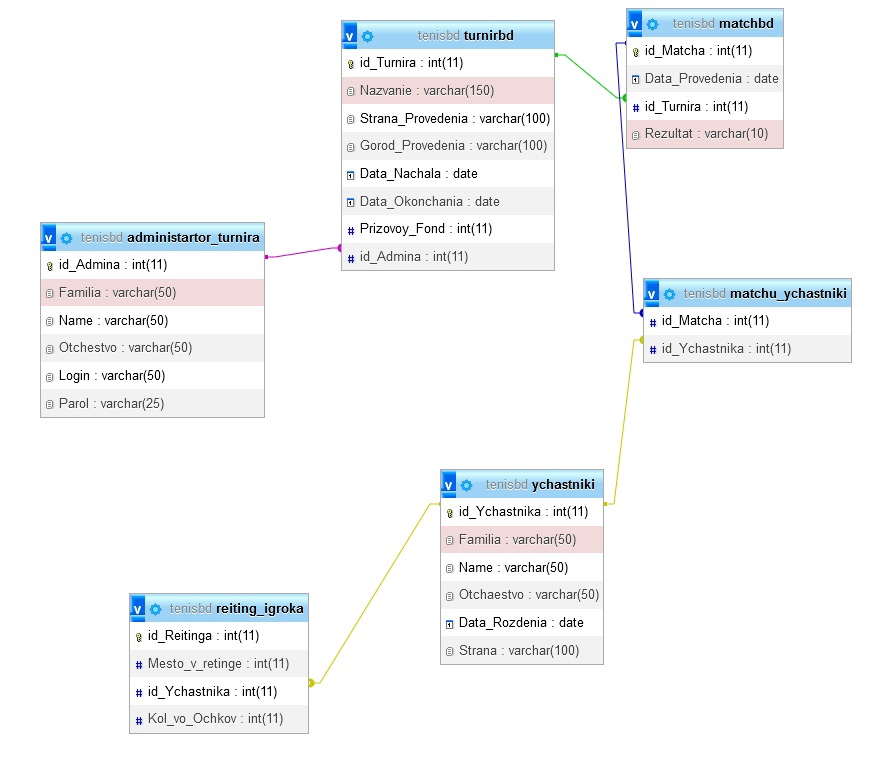 v tenisbd turnirbd
id_Turnira : int(11)
Nazvanie : varchar(150)
Strana_Provedenia : varchar(100)
Gorod_Provedenia : varchar(100)
Data_Nachala : date
Data_Okonchania : date
# Prizovoy_Fond : int(11)
# id_Admina : int(11)
v tenisbd matchbd
id_Matcha : int(11)
Data_Provedenia : date
# id_Turnira : int(11)
Rezultat : varchar(10)
v tenisbd administartor_turnira
id_Admina : int(11)
Familia : varchar(50)
Name : varchar(50)
Otchestvo : varchar(50)
Login : varchar(50)
Parol : varchar(25)
v tenisbd matchu_ychastniki
# id_Matcha : int(11)
# id_Ychastnika : int(11)
v tenisbd ychastniki
id_Ychastnika : int(11)
Familia : varchar(50)
Name : varchar(50)
Otchaestvo : varchar(50)
Data_Rozdenia : date
Strana : varchar(100)
v tenisbd reiting_igroka
id_Reitinga : int(11)
# Mesto_v_retinge : int(11)
# id_Ychastnika : int(11)
# Kol_vo_Ochkov : int(11)